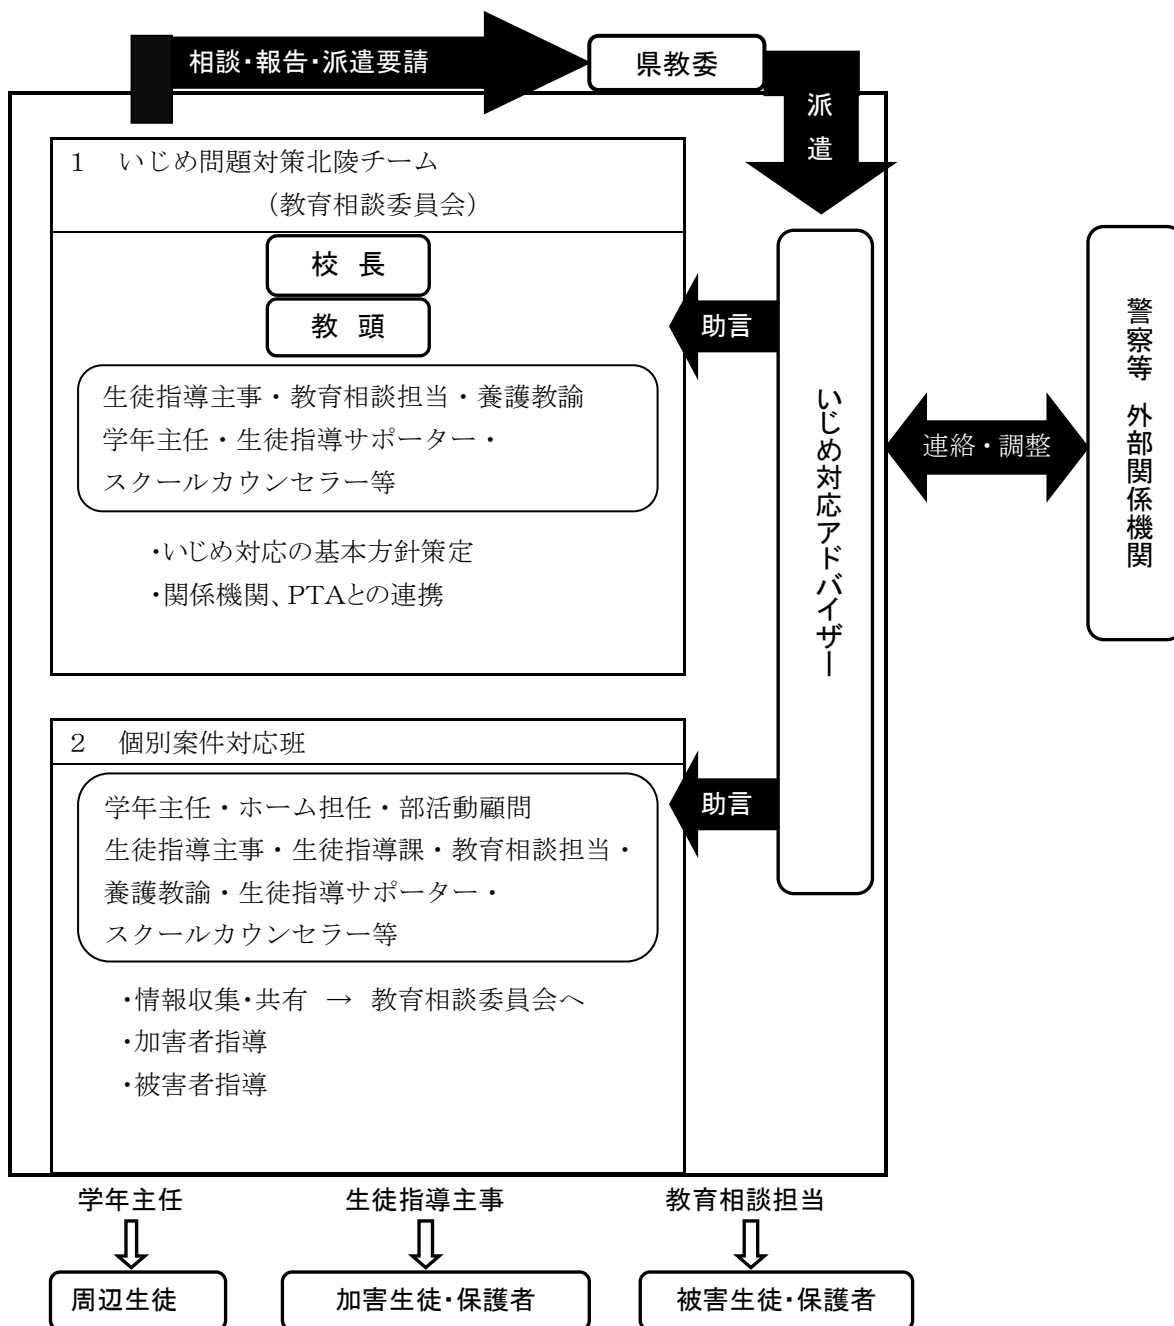 相談・報告・派遣要請
県教委
派遣
1 いじめ問題対策北陵チーム
（教育相談委員会）
校 長
教 頭
生徒指導主事・教育相談担当・養護教諭
学年主任・生徒指導サポーター・
スクールカウンセラー等
・いじめ対応の基本方針策定
・関係機関、PTAとの連携
助言
いじめ対応アドバイザー
連絡・調整
警察等 外部関係機関
2 個別案件対応班
学年主任・ホーム担任・部活動顧問
生徒指導主事・生徒指導課・教育相談担当・
養護教諭・生徒指導サポーター・
スクールカウンセラー等
・情報収集・共有 → 教育相談委員会へ
・加害者指導
・被害者指導
助言
学年主任
生徒指導主事
教育相談担当
周辺生徒
加害生徒・保護者
被害生徒・保護者